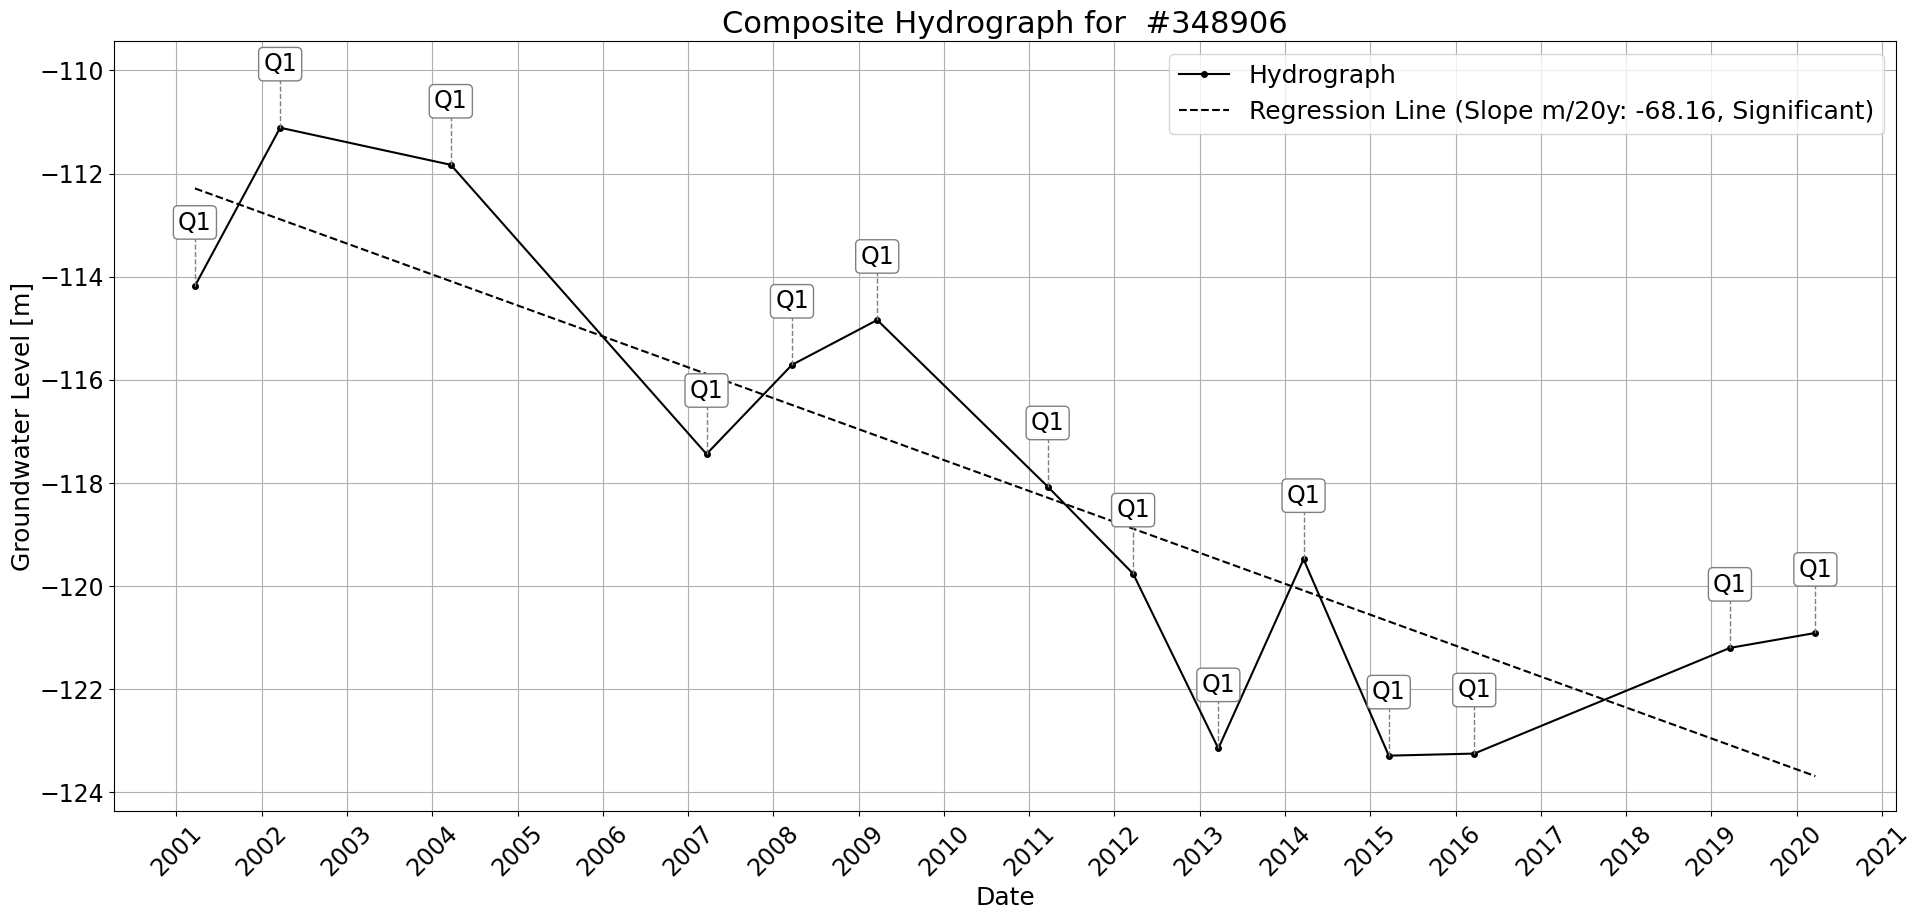 Composite Hydrograph for  #348906
Hydrograph
Regression Line (Slope m/20y: -68.16, Significant)
Groundwater Level [m]
−110
−112
−114
−116
−118
−120
−122
−124
Q1
Q1
Q1
Q1
Q1
Q1
Q1
Q1
Q1
Q1
Q1
Q1
Q1
Q1
2001
2002
2003
2004
2005
2006
2007
2008
2009
2010
2011
2012
2013
2014
2015
2016
2017
2018
2019
2020
2021
Date